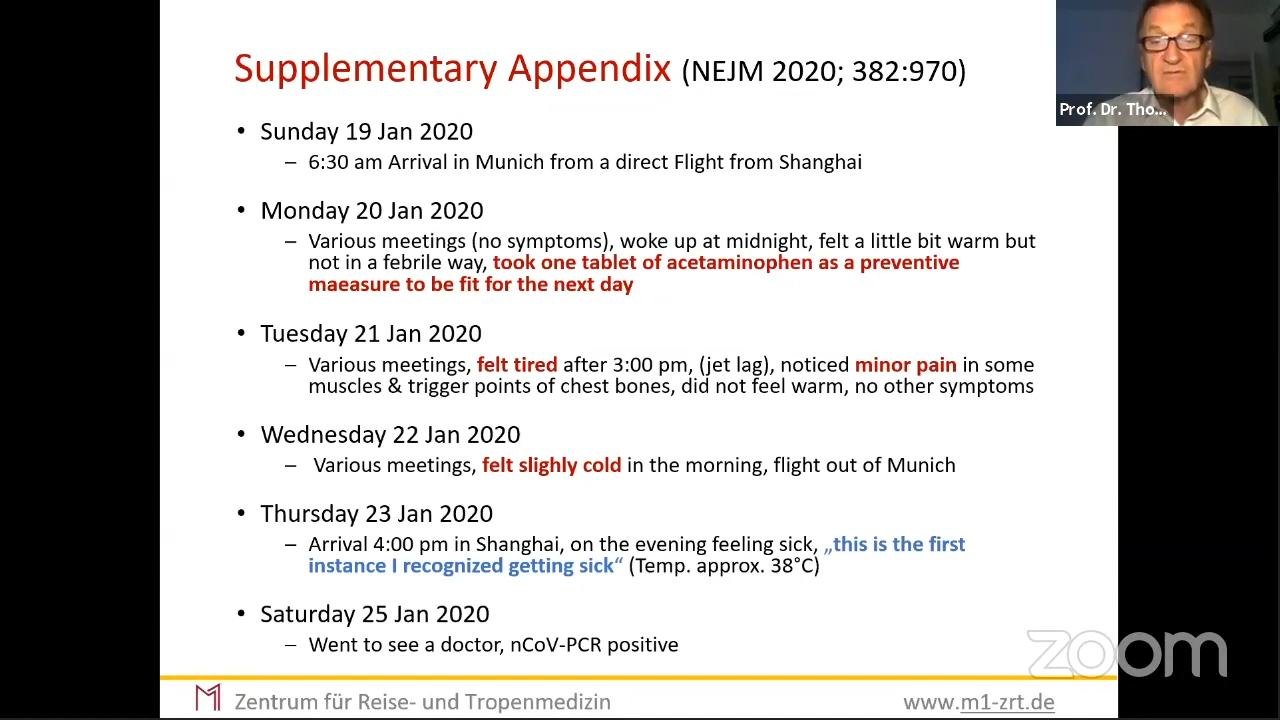 Supplementary Appendix (NEJM 2020; 382:970)
Prof. Dr. Tho...
• Sunday 19 Jan 2020
– 6:30 am Arrival in Munich from a direct Flight from Shanghai
• Monday 20 Jan 2020
– Various meetings (no symptoms), woke up at midnight, felt a little bit warm but
not in a febrile way, took one tablet of acetaminophen as a preventive
maeasure to be fit for the next day
• Tuesday 21 Jan 2020
– Various meetings, felt tired after 3:00 pm, (jet lag), noticed minor pain in some
muscles & trigger points of chest bones, did not feel warm, no other symptoms
• Wednesday 22 Jan 2020
– Various meetings, felt slighly cold in the morning, flight out of Munich
• Thursday 23 Jan 2020
– Arrival 4:00 pm in Shanghai, on the evening feeling sick, „this is the first
instance I recognized getting sick“ (Temp. approx. 38°C)
• Saturday 25 Jan 2020
– Went to see a doctor, nCoV-PCR positive
zoom
Zentrum für Reise- und Tropenmedizin
www.m1-zrt.de